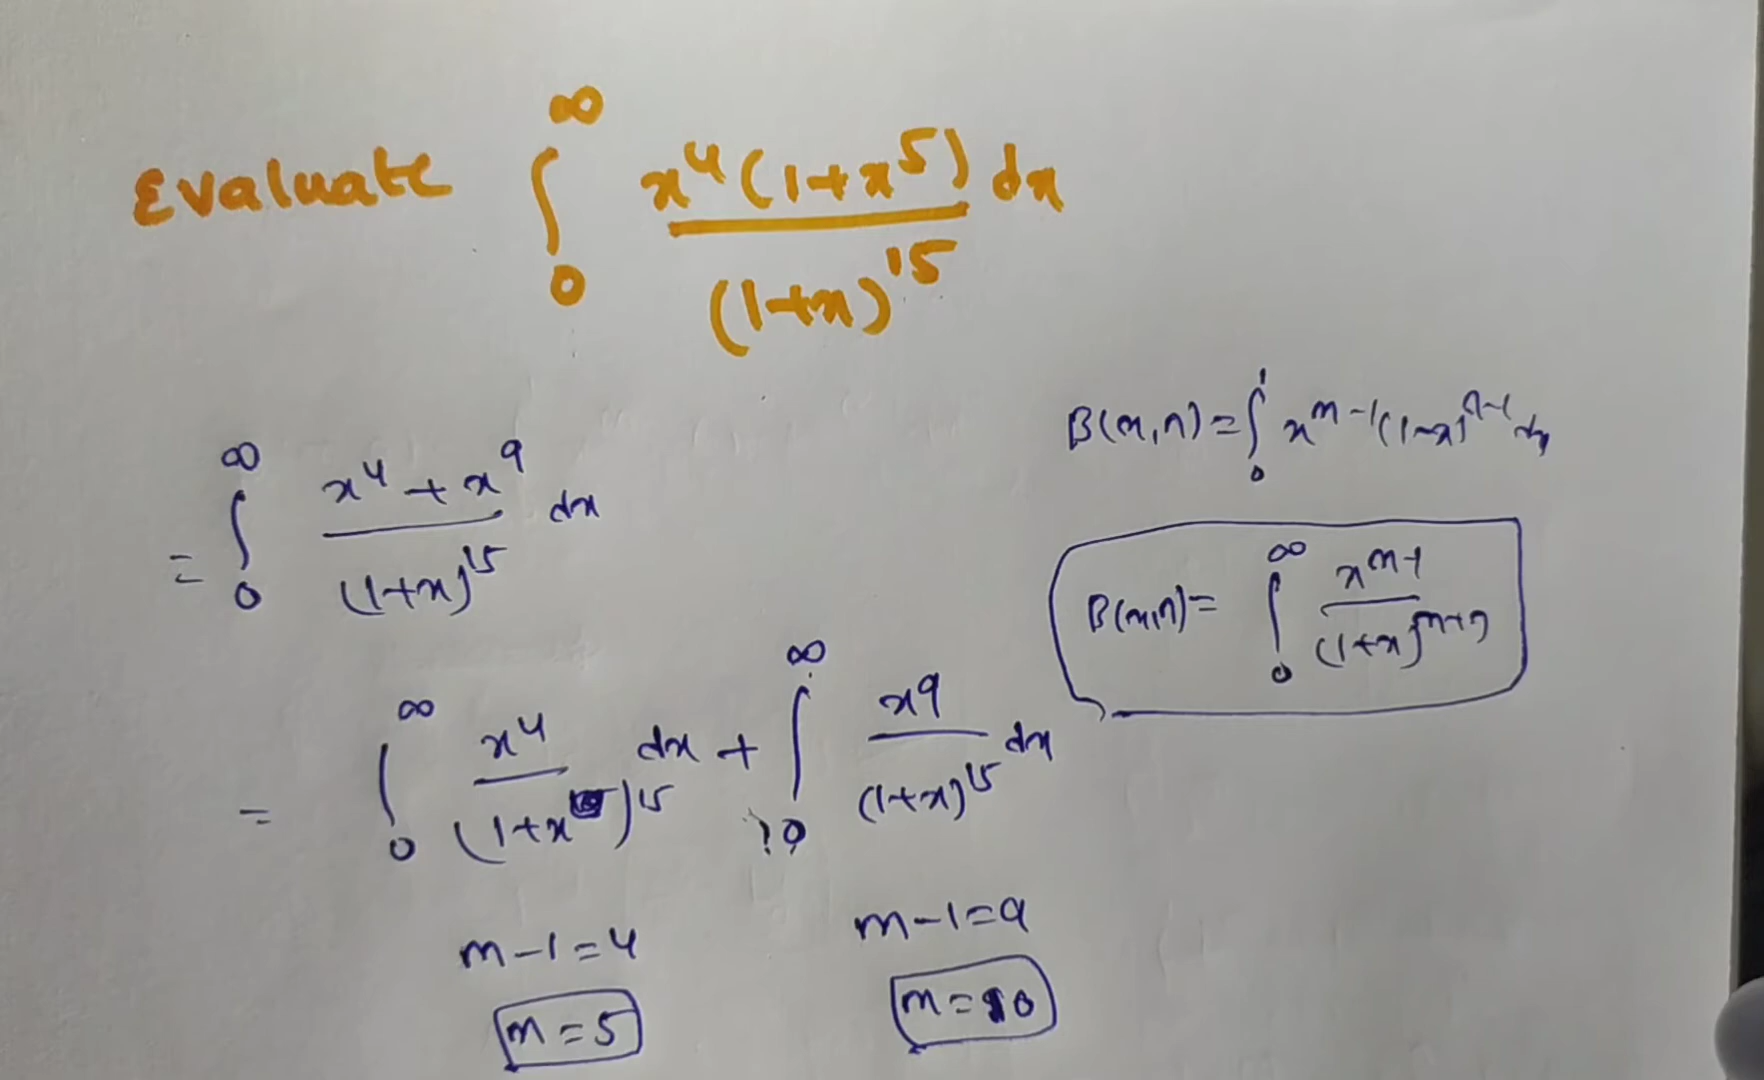 Evaluate ∫₀^∞ x⁴(1+x⁵) dx / (1+x)¹⁵
B(m,n) = ∫₀¹ x^(m-1) (1-x)^(n-1) dx
= ∫₀^∞ (x⁴ + x⁹) / (1+x)¹⁵ dx
B(m,n) = ∫₀^∞ x^(m-1) / (1+x)^(m+n)
= ∫₀^∞ x⁴ / (1+x)¹⁵ dx + ∫₀^∞ x⁹ / (1+x)¹⁵ dx
m-1=4 m-1=9
m=5 m=10